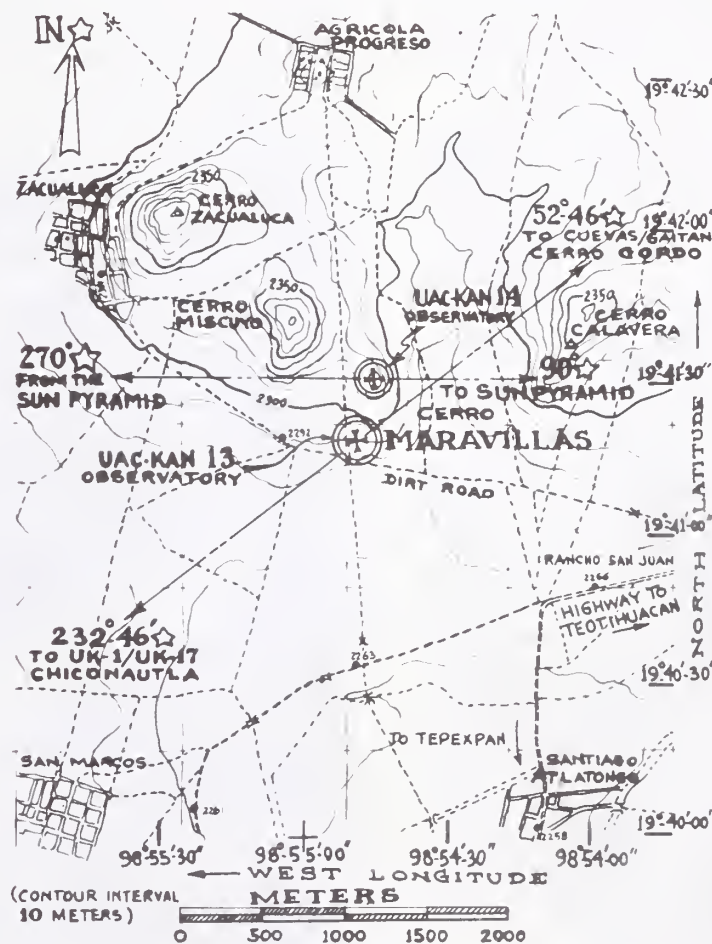 N
AGRICOLA
PROGRESO
19°42'30"
ZACUALUCA
2350
CERRO
ZACUALUCA
52°46'
TO CUEVAS/GAITAN
CERRO GORDO
19°42'00"
2350
CERRO
MISCUYO
UAC-KAN 14
OBSERVATORY
2350
CERRO
CALAVERA
270°
FROM THE
SUN PYRAMID
90°
TO SUN PYRAMID
19°41'30"
2300
CERRO
MARAVILLAS
2292
UAC-KAN 13
OBSERVATORY
DIRT ROAD
19°41'00"
NORTH LATITUDE
RANCHO SAN JUAN
2266
HIGHWAY TO
TEOTIHUACAN
232°46'
TO UK-1/UK-17
CHICONAUTLA
2263
19°40'30"
TO TEPEXPAN
SAN MARCOS
SANTIAGO
ATLATONGO
2261
2258
19°40'00"
98°55'30"
98°55'00"
98°54'30"
98°54'00"
WEST LONGITUDE
(CONTOUR INTERVAL
10 METERS)
METERS
0 500 1000 1500 2000